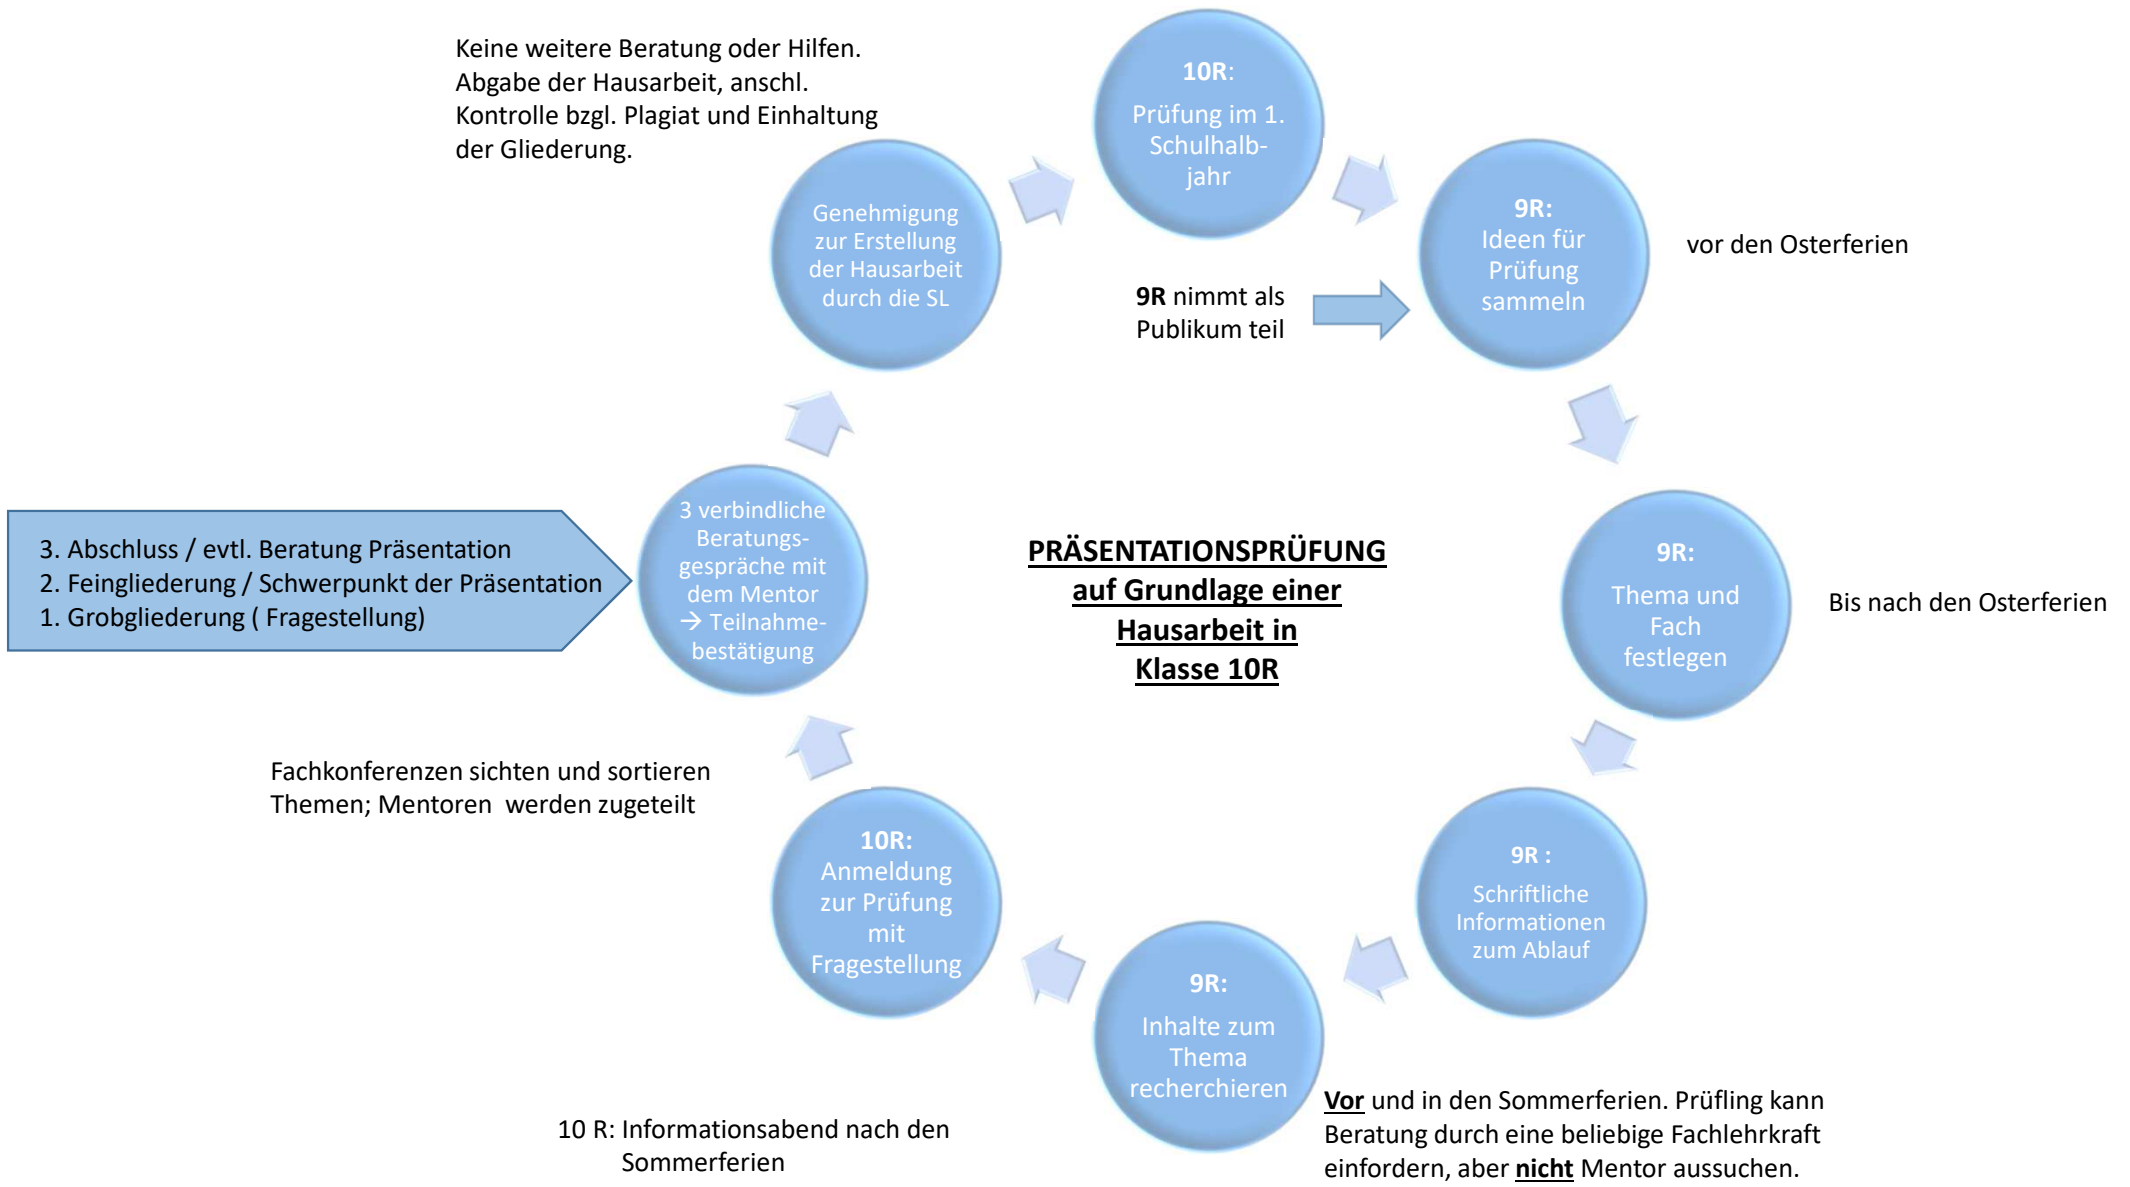 Keine weitere Beratung oder Hilfen.
Abgabe der Hausarbeit, anschl.
Kontrolle bzgl. Plagiat und Einhaltung
der Gliederung.
10R:
Prüfung im 1.
Schulhalb-
jahr
9R:
Ideen für
Prüfung
sammeln
vor den Osterferien
9R nimmt als
Publikum teil
Genehmigung
zur Erstellung
der Hausarbeit
durch die SL
3. Abschluss / evtl. Beratung Präsentation
2. Feingliederung / Schwerpunkt der Präsentation
1. Grobgliederung ( Fragestellung)
3 verbindliche
Beratungs-
gespräche mit
dem Mentor
→ Teilnahme-
bestätigung
PRÄSENTATIONSPRÜFUNG
auf Grundlage einer
Hausarbeit in
Klasse 10R
9R:
Thema und
Fach
festlegen
Bis nach den Osterferien
Fachkonferenzen sichten und sortieren
Themen; Mentoren  werden zugeteilt
10R:
Anmeldung
zur Prüfung
mit
Fragestellung
9R :
Schriftliche
Informationen
zum Ablauf
9R:
Inhalte zum
Thema
recherchieren
10 R: Informationsabend nach den
Sommerferien
Vor und in den Sommerferien. Prüfling kann
Beratung durch eine beliebige Fachlehrkraft
einfordern, aber nicht Mentor aussuchen.